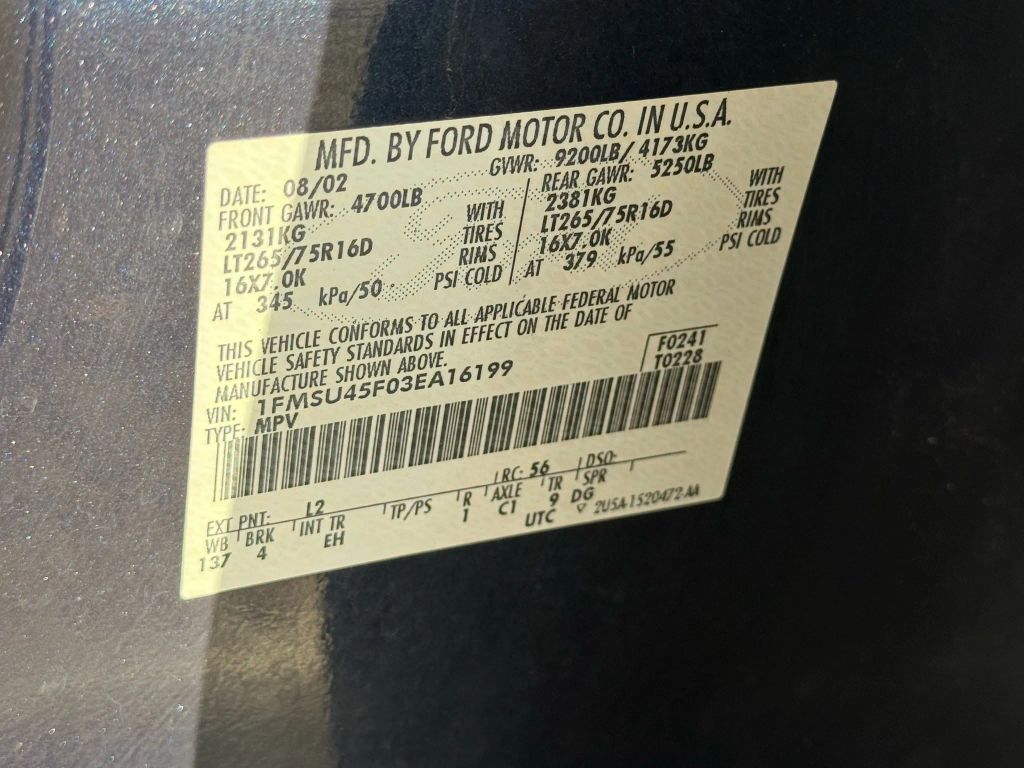 MFD. BY FORD MOTOR CO. IN U.S.A.
DATE: 08/02 GVWR: 9200LB/ 4173KG
FRONT GAWR: 4700LB REAR GAWR: 5250LB
2131KG WITH 2381KG WITH
LT265/75R16D TIRES LT265/75R16D TIRES
16X7.0K RIMS 16X7.0K RIMS
AT 345 kPa/50 PSI COLD AT 379 kPa/55 PSI COLD
THIS VEHICLE CONFORMS TO ALL APPLICABLE FEDERAL MOTOR
VEHICLE SAFETY STANDARDS IN EFFECT ON THE DATE OF
MANUFACTURE SHOWN ABOVE.
F0241
VIN: 1FMSU45F03EA16199
T0228
TYPE: MPV
EXT PNT: L2 RC: 56 DSO:
WB BRK INT TR TP/PS R AXLE TR SPR
137 4 EH 1 C1 9 DG
UTC ▽ 2U5A-1520472-AA